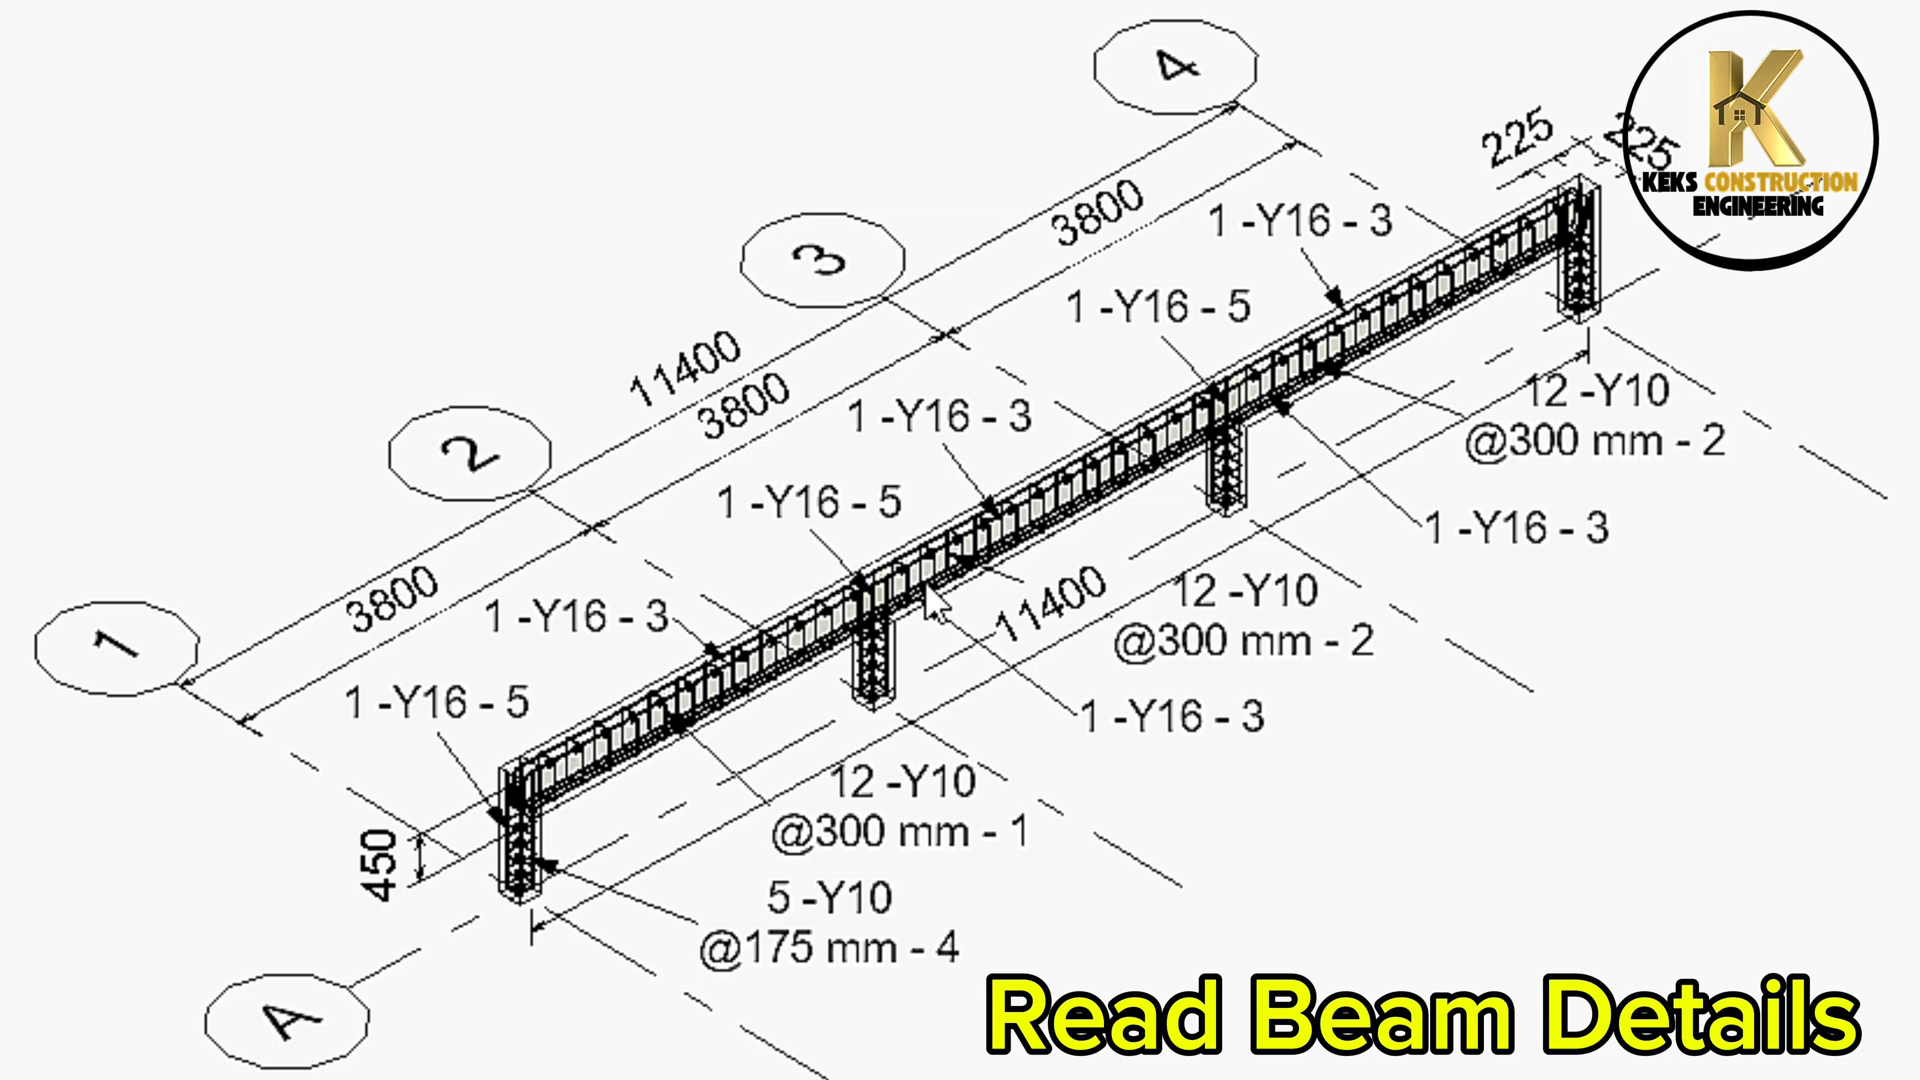 4
225
225
KEKS CONSTRUCTION
ENGINEERING
3800
1 -Y16 - 3
3
1 -Y16 - 5
11400
3800
1 -Y16 - 3
12 -Y10
@300 mm - 2
2
1 -Y16 - 5
1 -Y16 - 3
3800
1 -Y16 - 3
11400
12 -Y10
@300 mm - 2
1
1 -Y16 - 5
1 -Y16 - 3
12 -Y10
@300 mm - 1
450
5 -Y10
@175 mm - 4
A
Read Beam Details